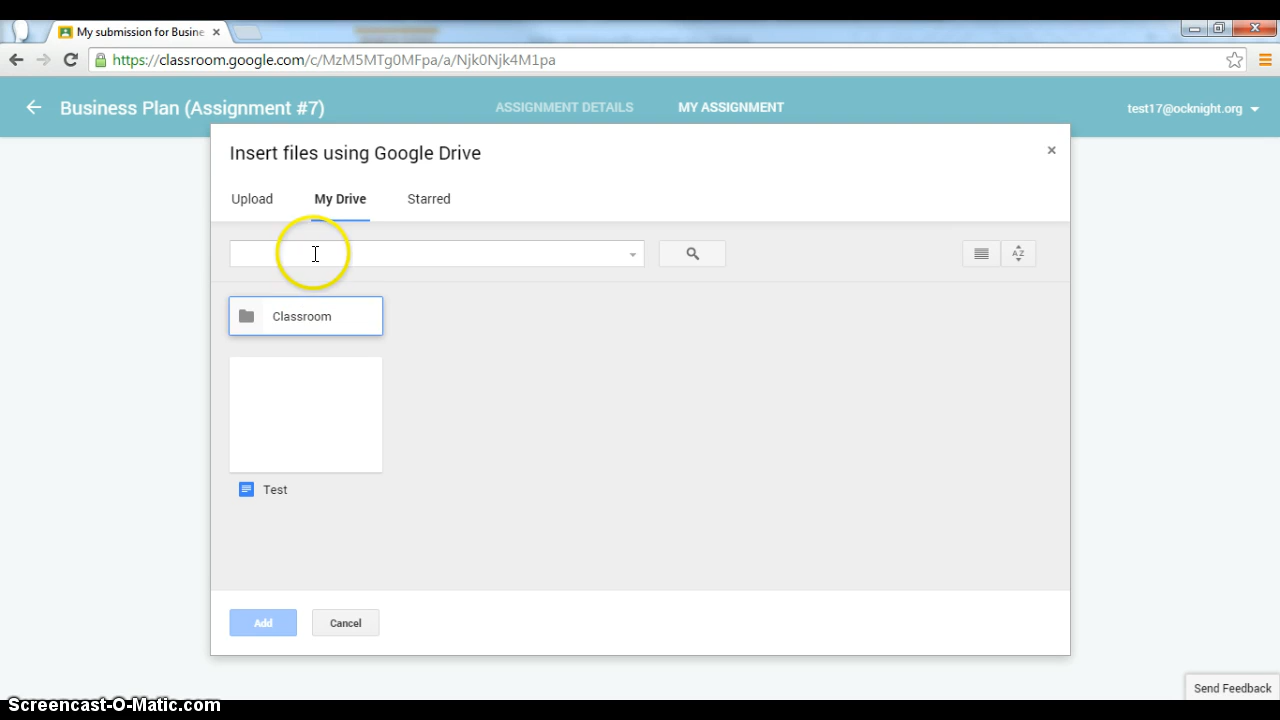 My submission for Busine
https://classroom.google.com/c/MzM5MTg0MFpa/a/Njk0Njk4M1pa
Business Plan (Assignment #7)
ASSIGNMENT DETAILS
MY ASSIGNMENT
test17@ocknight.org
Insert files using Google Drive
Upload
My Drive
Starred
AZ
Classroom
Test
Add
Cancel
Send Feedback
Screencast-O-Matic.com